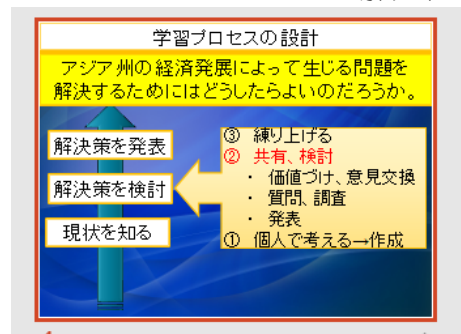 学習プロセスの設計
アジア州の経済発展によって生じる問題を
解決するためにはどうしたらよいのだろうか。
解決策を発表
解決策を検討
現状を知る
③ 練り上げる
② 共有、検討
・ 価値づけ、意見交換
・ 質問、調査
・ 発表
① 個人で考える→作成